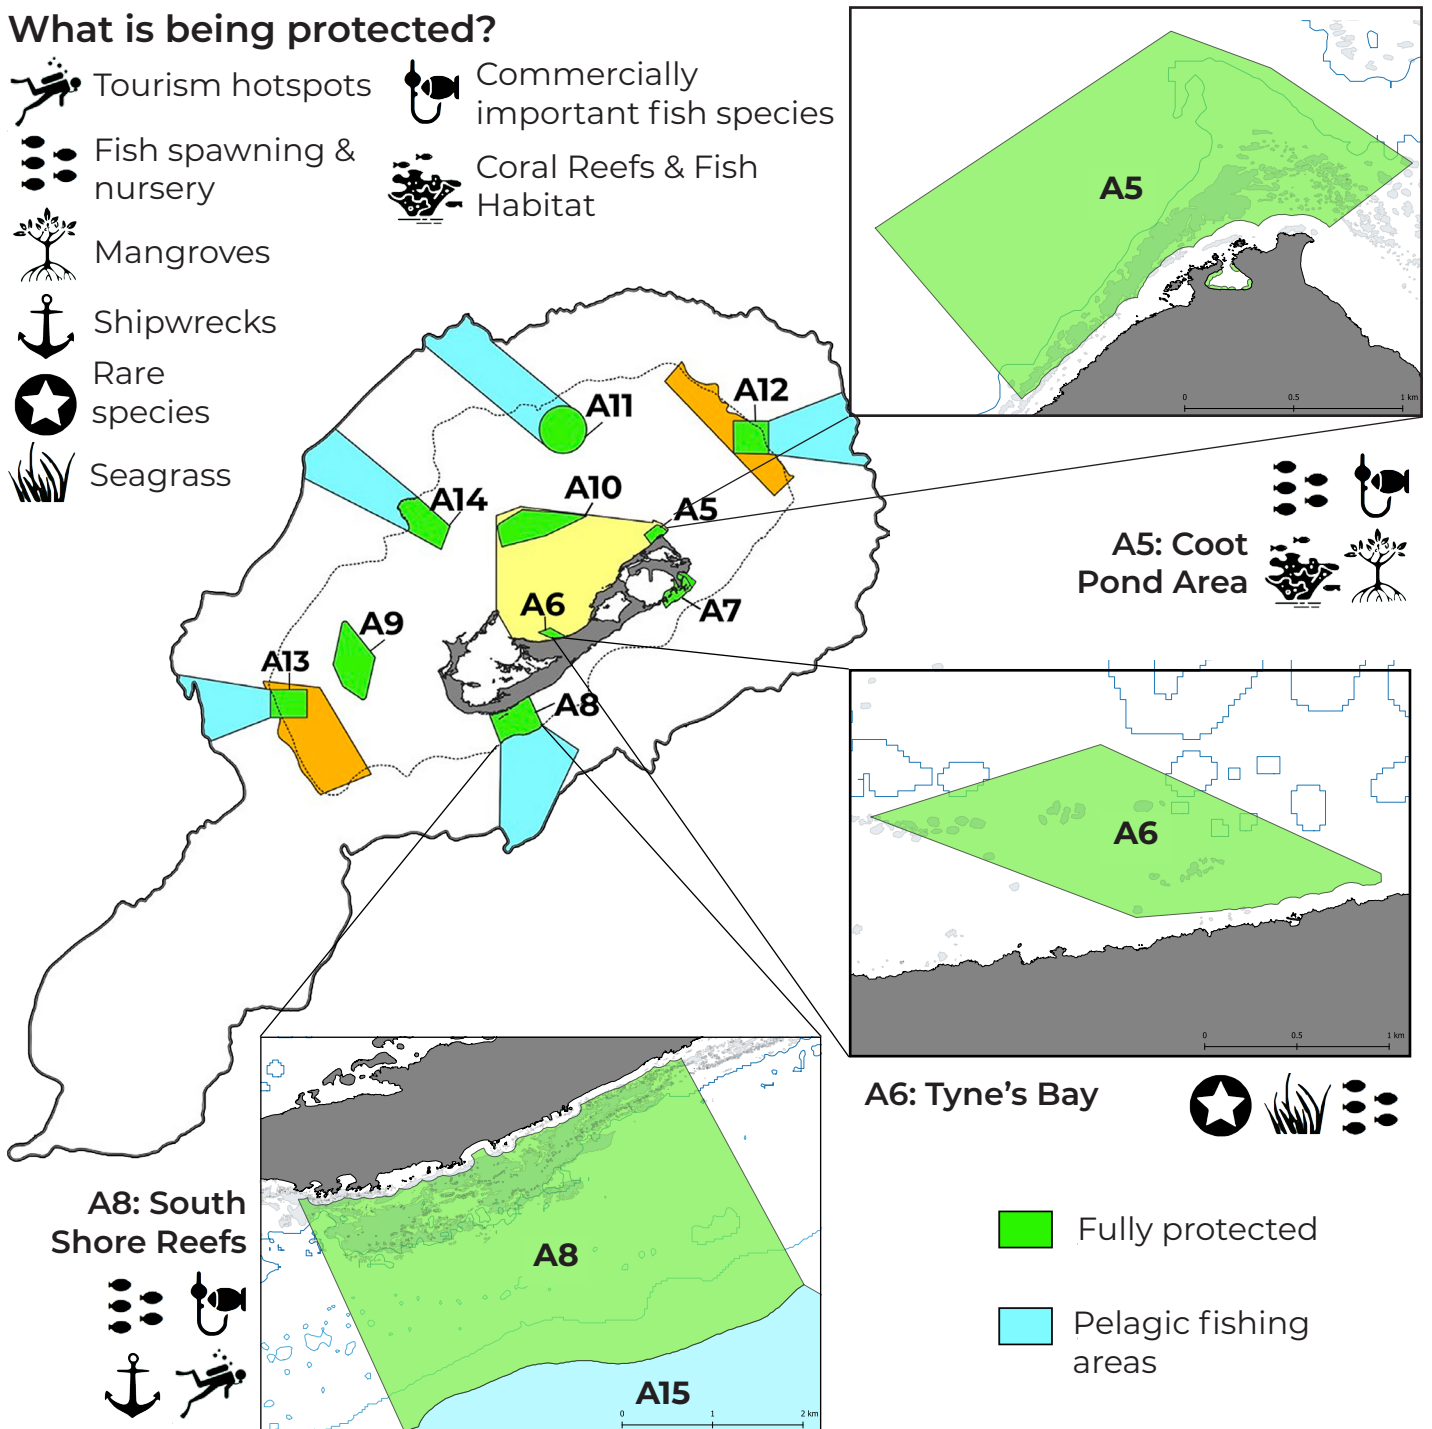 What is being protected?
Tourism hotspots
Fish spawning &
nursery
Mangroves
Shipwrecks
Rare
species
Seagrass
Commercially
important fish species
Coral Reefs & Fish
Habitat
A5
0 0.5 1 km
A11
A12
A14
A10
A5
A6
A7
A9
A13
A8
A5: Coot
Pond Area
A6
0 0.5 1 km
A6: Tyne's Bay
A8: South
Shore Reefs
A8
A15
0 1 2 km
Fully protected
Pelagic fishing
areas